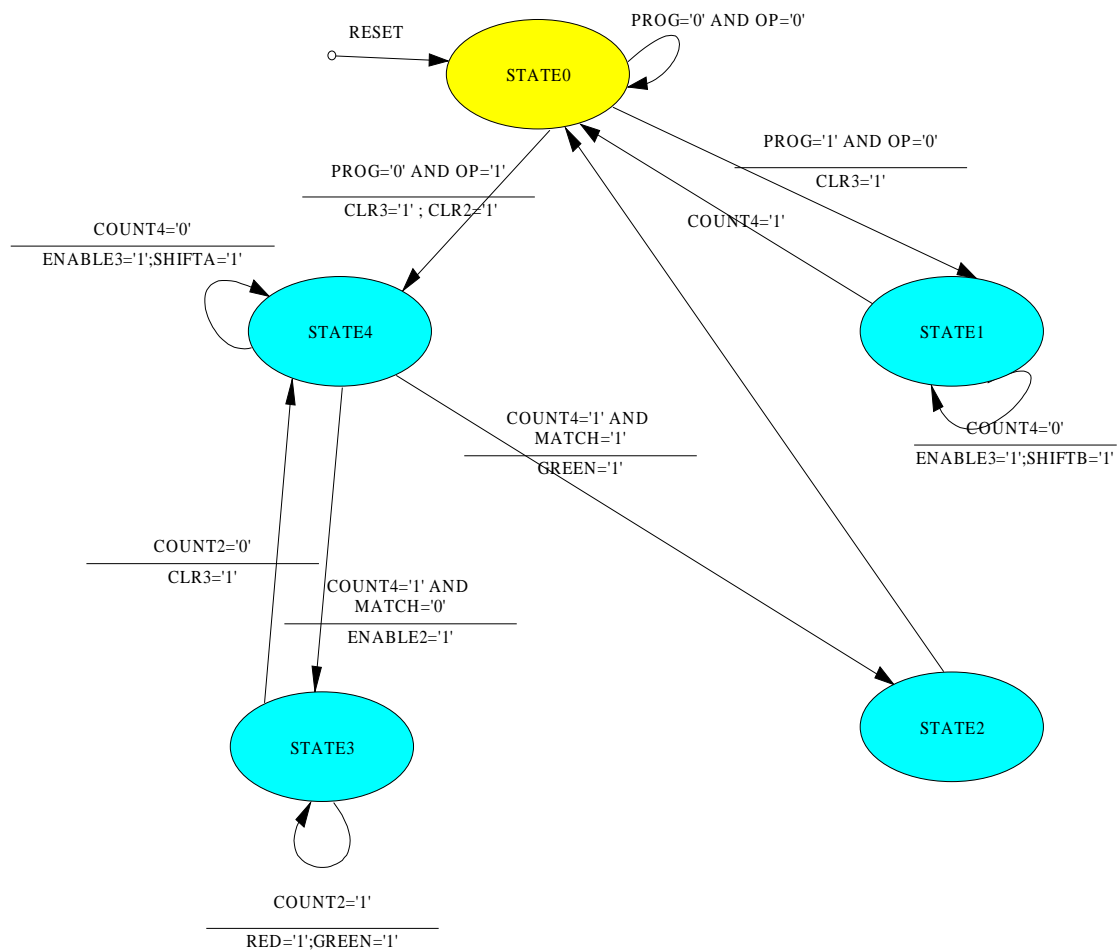 PROG='0' AND OP='0'
RESET
STATE0
PROG='1' AND OP='0'
CLR3='1'
PROG='0' AND OP='1'
CLR3='1' ; CLR2='1'
COUNT4='1'
COUNT4='0'
ENABLE3='1';SHIFTA='1'
STATE4
STATE1
COUNT4='1' AND
MATCH='1'
GREEN='1'
COUNT4='0'
ENABLE3='1';SHIFTB='1'
COUNT2='0'
CLR3='1'
COUNT4='1' AND
MATCH='0'
ENABLE2='1'
STATE2
STATE3
COUNT2='1'
RED='1';GREEN='1'